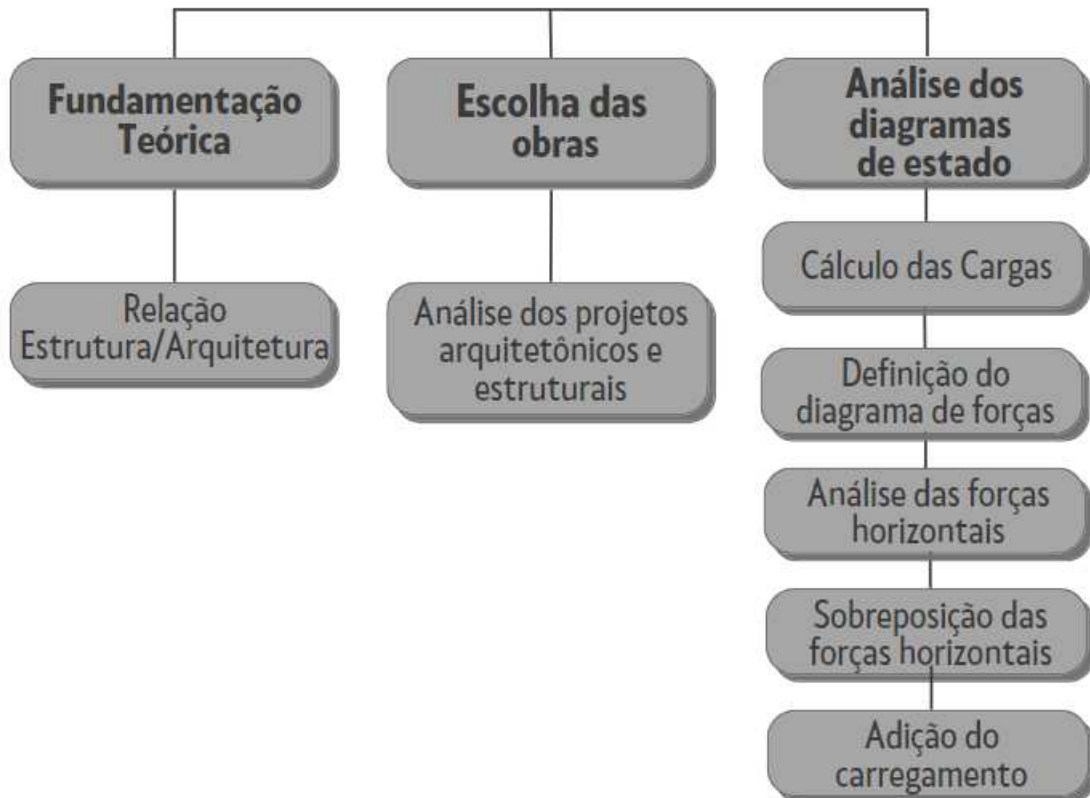 Fundamentação
Teórica
Relação
Estrutura/Arquitetura
Escolha das
obras
Análise dos projetos
arquitetônicos e
estruturais
Análise dos
diagramas
de estado
Cálculo das Cargas
Definição do
diagrama de forças
Análise das forças
horizontais
Sobreposição das
forças horizontais
Adição do
carregamento